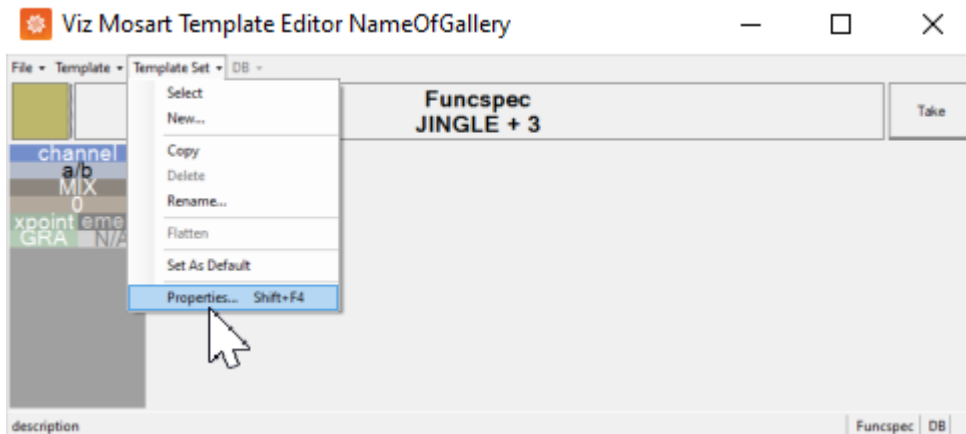 Viz Mosart Template Editor NameOfGallery
File Template Template Set DB
Select
New...
Copy
Delete
Rename...
Flatten
Set As Default
Properties... Shift+F4
Funcspec
JINGLE + 3
Take
channel
a/b
MIX
0
xpoint eme
GRA N/A
description
Funcspec DB